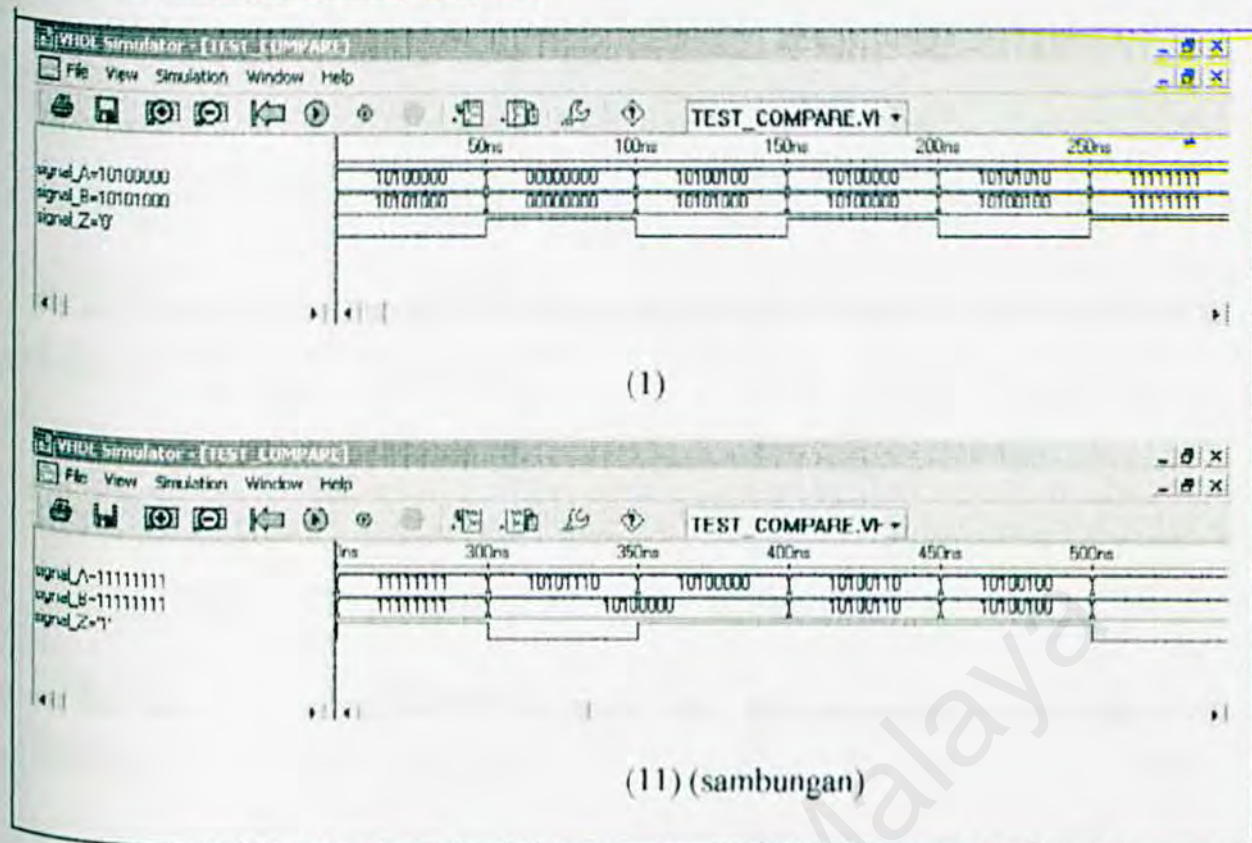 VHDL Simulator - [TEST_COMPARE]
File View Simulation Window Help
TEST_COMPARE.VH
50ns 100ns 150ns 200ns 250ns
signal_A=10100000 10100000 00000000 10100100 10100000 10101010 11111111
signal_B=10101000 10101000 00000000 10101000 10100000 10100100 11111111
signal_Z='0'
(1)
VHDL Simulator - [TEST_COMPARE]
File View Simulation Window Help
TEST_COMPARE.VH
300ns 350ns 400ns 450ns 500ns
signal_A=11111111 11111111 10101110 10100000 10100110 10100100
signal_B=11111111 11111111 10100000 10100110 10100100
signal_Z='1'
(11) (sambungan)
Malaya